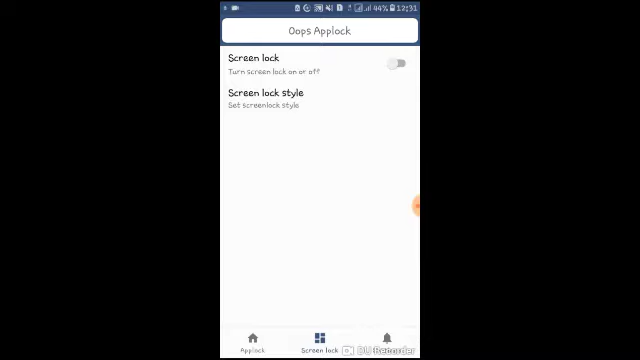 44% 12:31
Oops Applock
Screen lock
Turn screen lock on or off
Screen lock style
Set screenlock style
Applock
Screen lock
DU Recorder